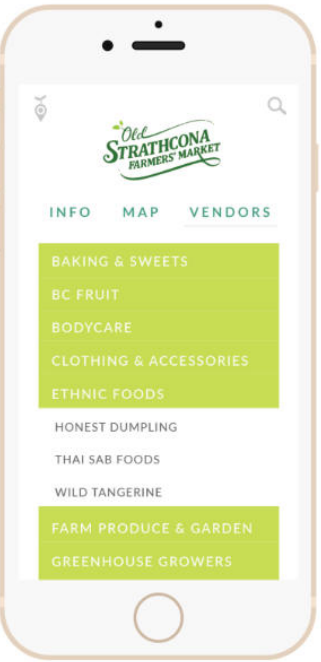 Old
STRATHCONA
FARMERS' MARKET
INFO MAP VENDORS
BAKING & SWEETS
BC FRUIT
BODYCARE
CLOTHING & ACCESSORIES
ETHNIC FOODS
HONEST DUMPLING
THAI SAB FOODS
WILD TANGERINE
FARM PRODUCE & GARDEN
GREENHOUSE GROWERS